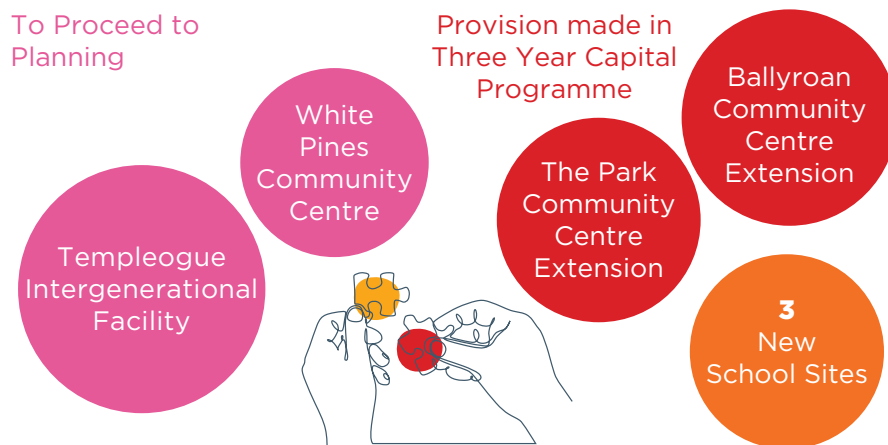 To Proceed to
Planning
White
Pines
Community
Centre
Templeogue
Intergenerational
Facility
Provision made in
Three Year Capital
Programme
The Park
Community
Centre
Extension
Ballyroan
Community
Centre
Extension
3
New
School Sites